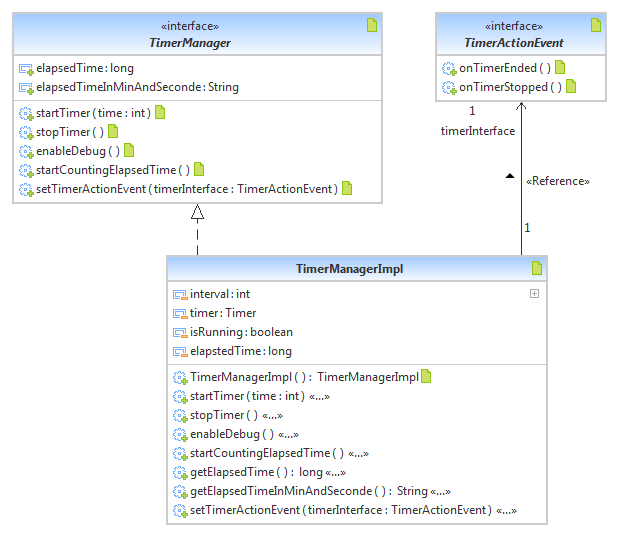 «interface»
TimerManager
elapsedTime: long
elapsedTimeInMinAndSeconde: String
startTimer ( time : int )
stopTimer ( )
enableDebug ( )
startCountingElapsedTime ( )
setTimerActionEvent ( timerInterface : TimerActionEvent )
«interface»
TimerActionEvent
onTimerEnded ( )
onTimerStopped ( )
1
timerInterface
«Reference»
1
TimerManagerImpl
interval: int
timer: Timer
isRunning: boolean
elapstedTime: long
TimerManagerImpl ( ) : TimerManagerImpl
startTimer ( time : int ) «...»
stopTimer ( ) «...»
enableDebug ( ) «...»
startCountingElapsedTime ( ) «...»
getElapsedTime ( ) : long «...»
getElapsedTimeInMinAndSeconde ( ) : String «...»
setTimerActionEvent ( timerInterface : TimerActionEvent ) «...»